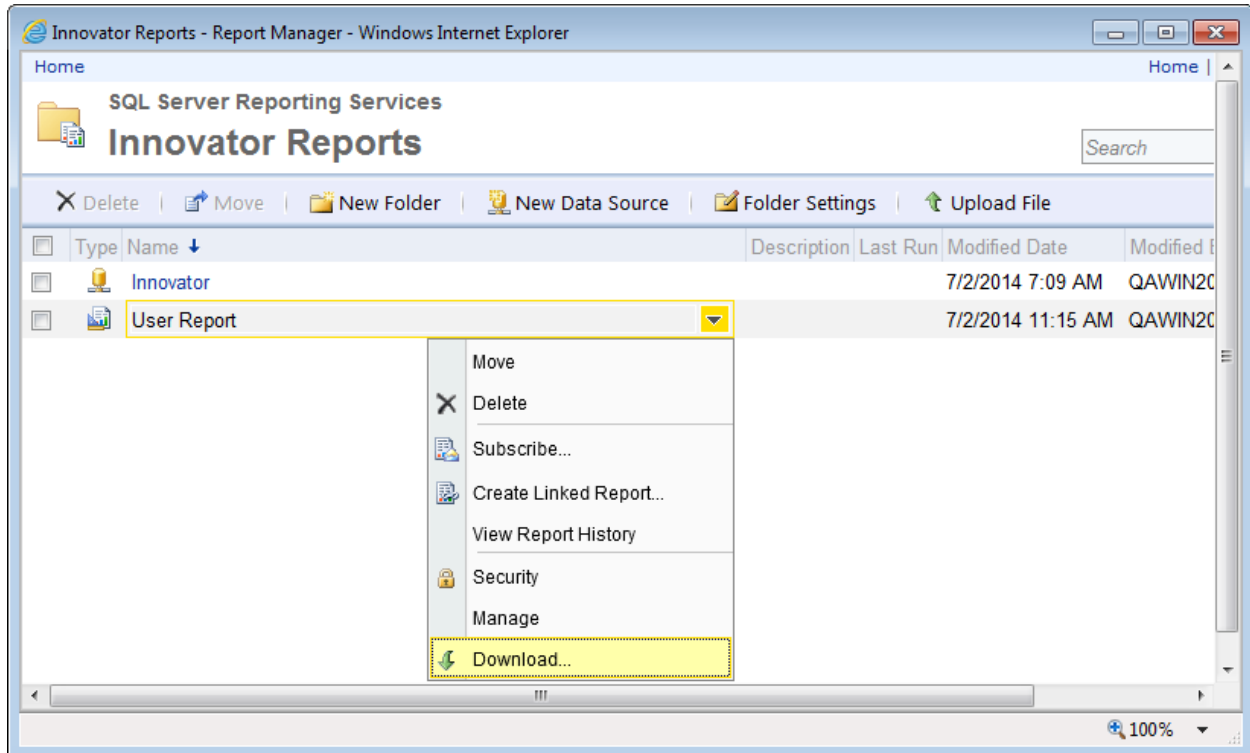 Innovator Reports - Report Manager - Windows Internet Explorer
Home Home |
SQL Server Reporting Services
Innovator Reports
Search
Delete | Move | New Folder | New Data Source | Folder Settings | Upload File
Type Name Description Last Run Modified Date Modified
Innovator 7/2/2014 7:09 AM QAWIN20
User Report 7/2/2014 11:15 AM QAWIN20
Move
Delete
Subscribe...
Create Linked Report...
View Report History
Security
Manage
Download...
100%